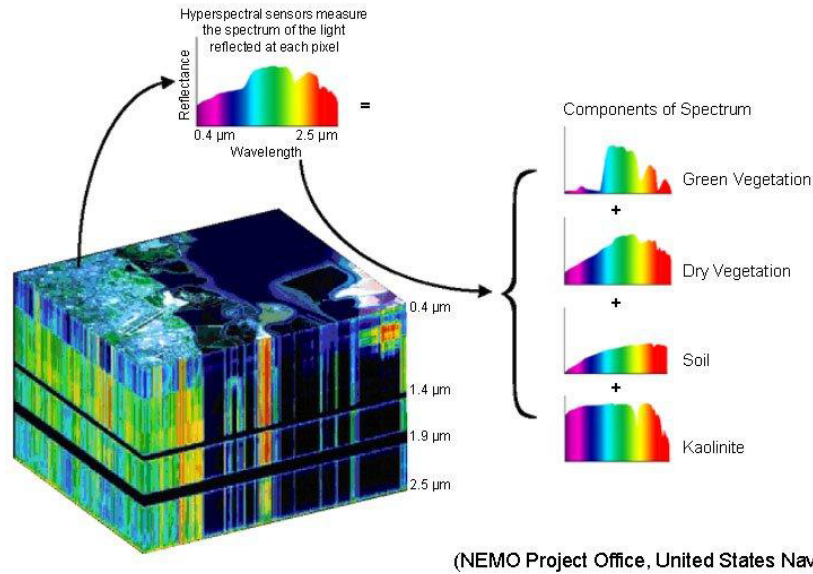 Hyperspectral sensors measure
the spectrum of the light
reflected at each pixel
Reflectance
0.4 µm 2.5 µm
Wavelength
=
Components of Spectrum
Green Vegetation
+
Dry Vegetation
+
Soil
+
Kaolinite
0.4 µm
1.4 µm
1.9 µm
2.5 µm
(NEMO Project Office, United States Nav